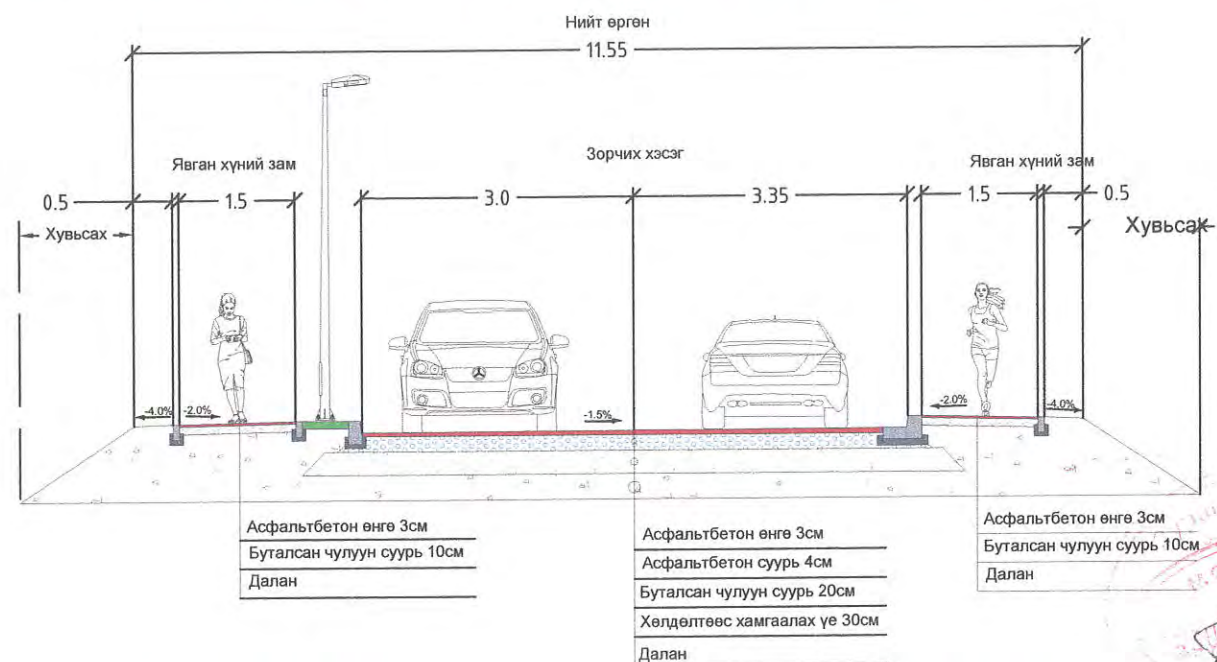 Нийт өргөн
11.55
Зорчих хэсэг
Явган хүний зам
Явган хүний зам
0.5
1.5
3.0
3.35
1.5
0.5
Хувьсах
Хувьсах
-4.0%
-2.0%
-1.5%
-2.0%
-4.0%
Асфальтбетон өнгө 3см
Буталсан чулуун суурь 10см
Далан
Асфальтбетон өнгө 3см
Асфальтбетон суурь 4см
Буталсан чулуун суурь 20см
Хөлдөлтөөс хамгаалах үе 30см
Далан
Асфальтбетон өнгө 3см
Буталсан чулуун суурь 10см
Далан